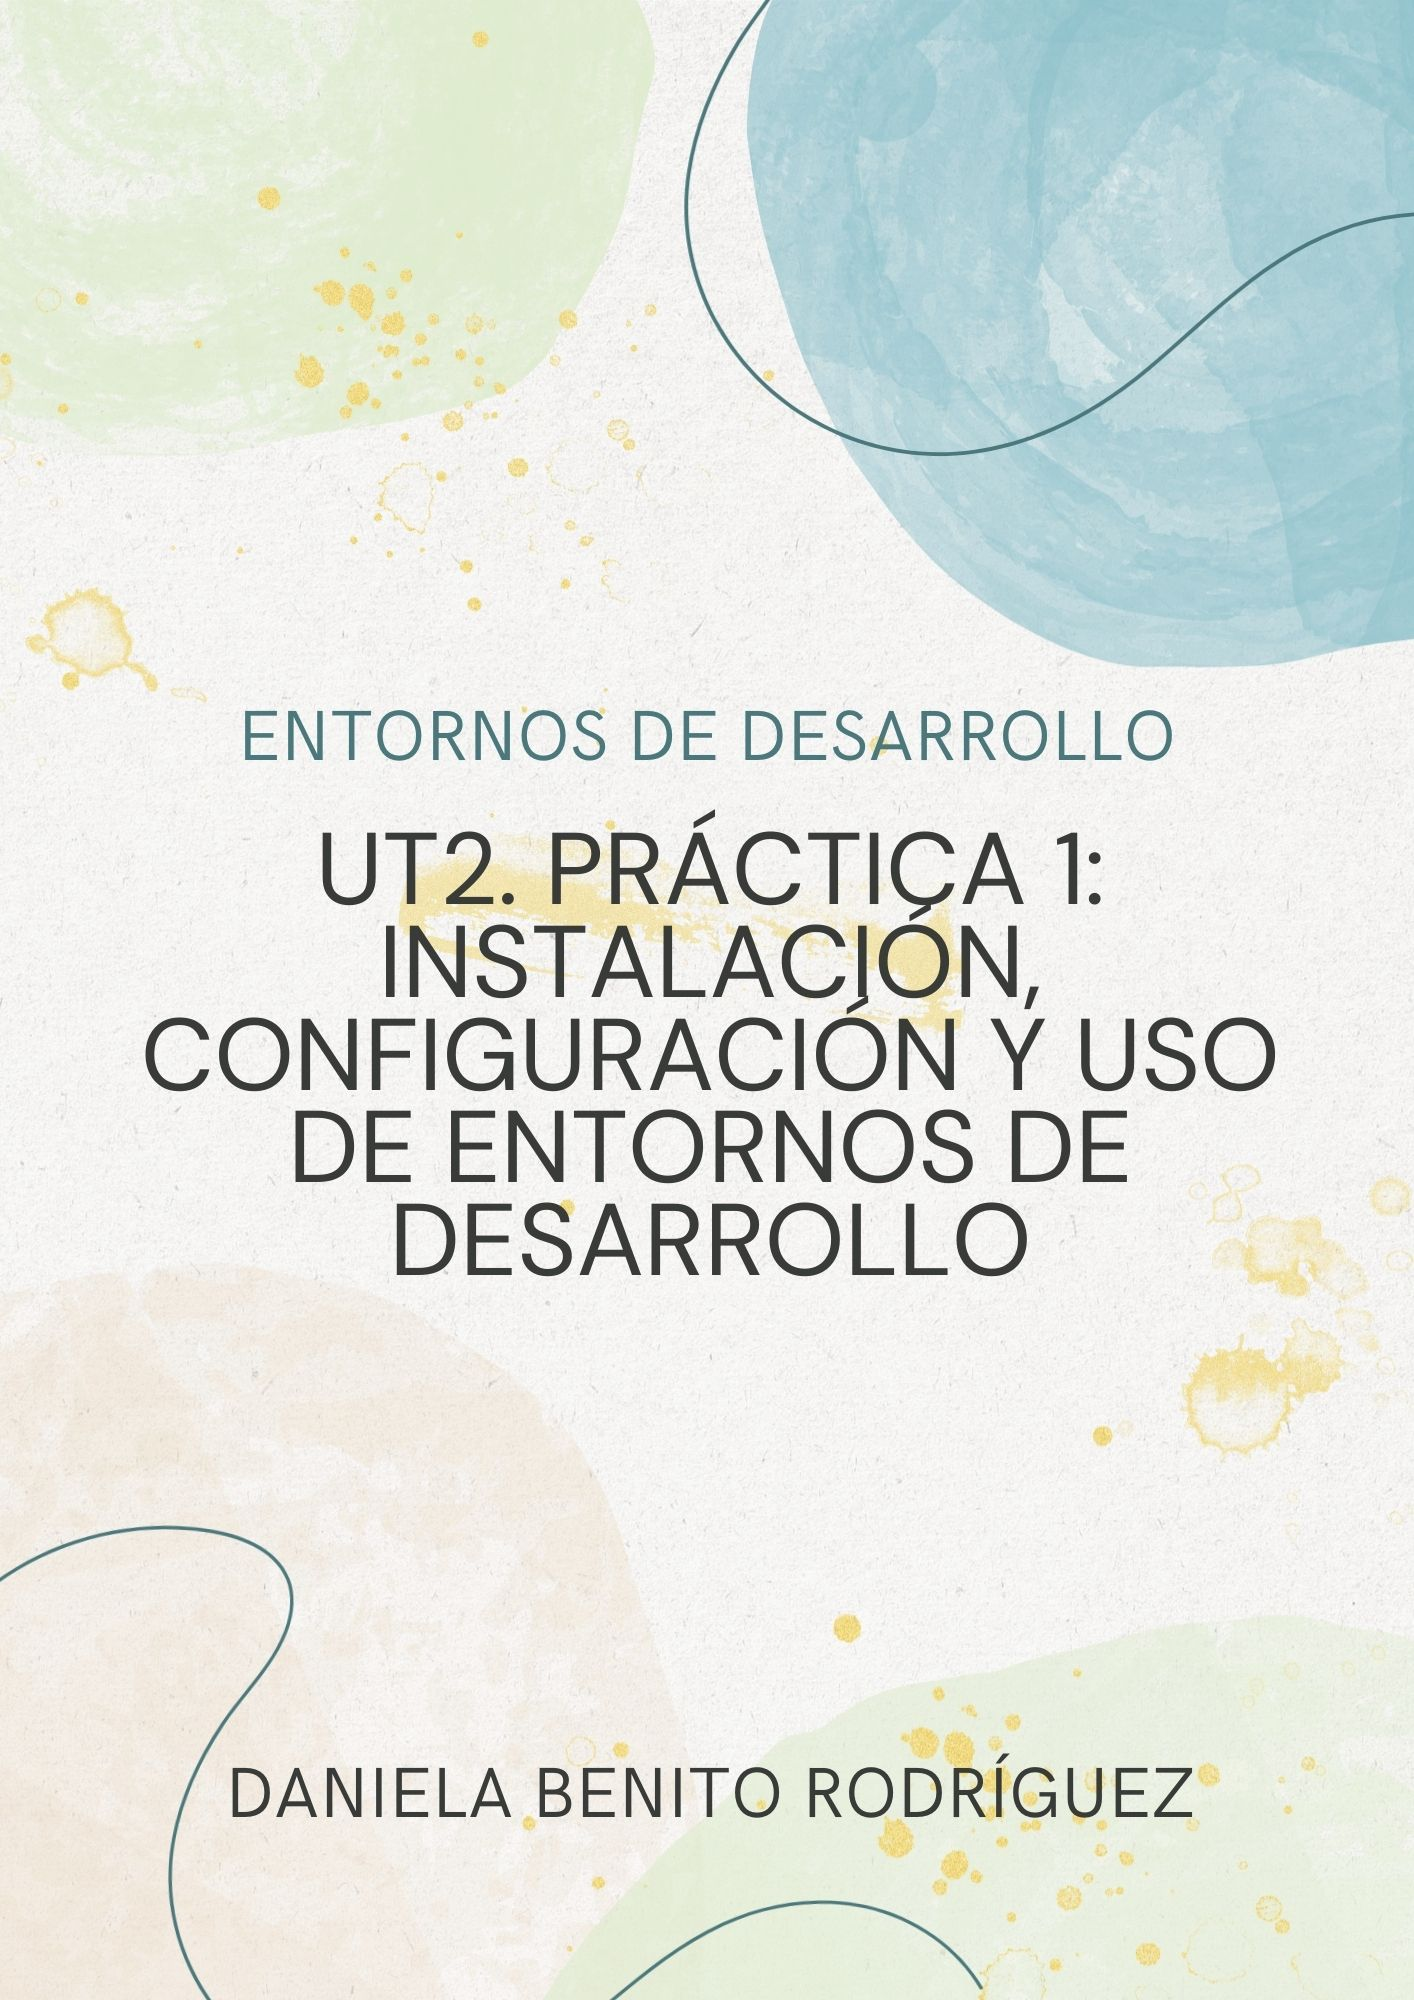 ENTORNOS DE DESARROLLO
UT2. PRÁCTICA 1:
INSTALACIÓN,
CONFIGURACIÓN Y USO
DE ENTORNOS DE
DESARROLLO
DANIELA BENITO RODRÍGUEZ